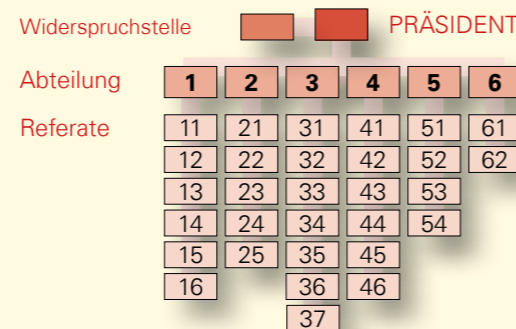 Widerspruchstelle PRÄSIDENT
Abteilung 1 2 3 4 5 6
Referate 11 21 31 41 51 61
12 22 32 42 52 62
13 23 33 43 53
14 24 34 44 54
15 25 35 45
16 36 46
37